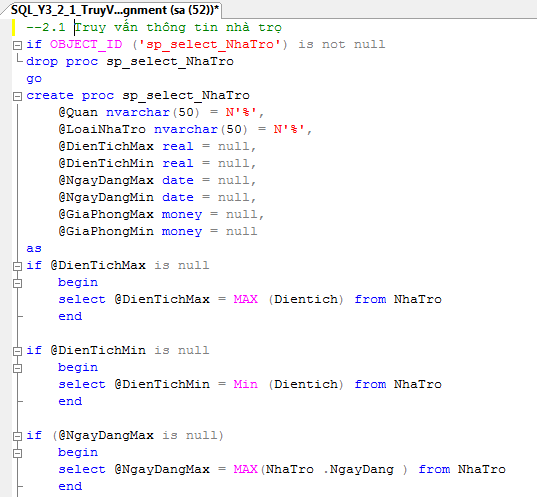 SQL_Y3_2_1_TruyV...gnment (sa (52))*
--2.1 Truy vấn thông tin nhà trọ
if OBJECT_ID ('sp_select_NhaTro') is not null
drop proc sp_select_NhaTro
go
create proc sp_select_NhaTro
@Quan nvarchar(50) = N'%',
@LoaiNhaTro nvarchar(50) = N'%',
@DienTichMax real = null,
@DienTichMin real = null,
@NgayDangMax date = null,
@NgayDangMin date = null,
@GiaPhongMax money = null,
@GiaPhongMin money = null
as
if @DienTichMax is null
begin
select @DienTichMax = MAX (Dientich) from NhaTro
end
if @DienTichMin is null
begin
select @DienTichMin = Min (Dientich) from NhaTro
end
if (@NgayDangMax is null)
begin
select @NgayDangMax = MAX(NhaTro .NgayDang ) from NhaTro
end